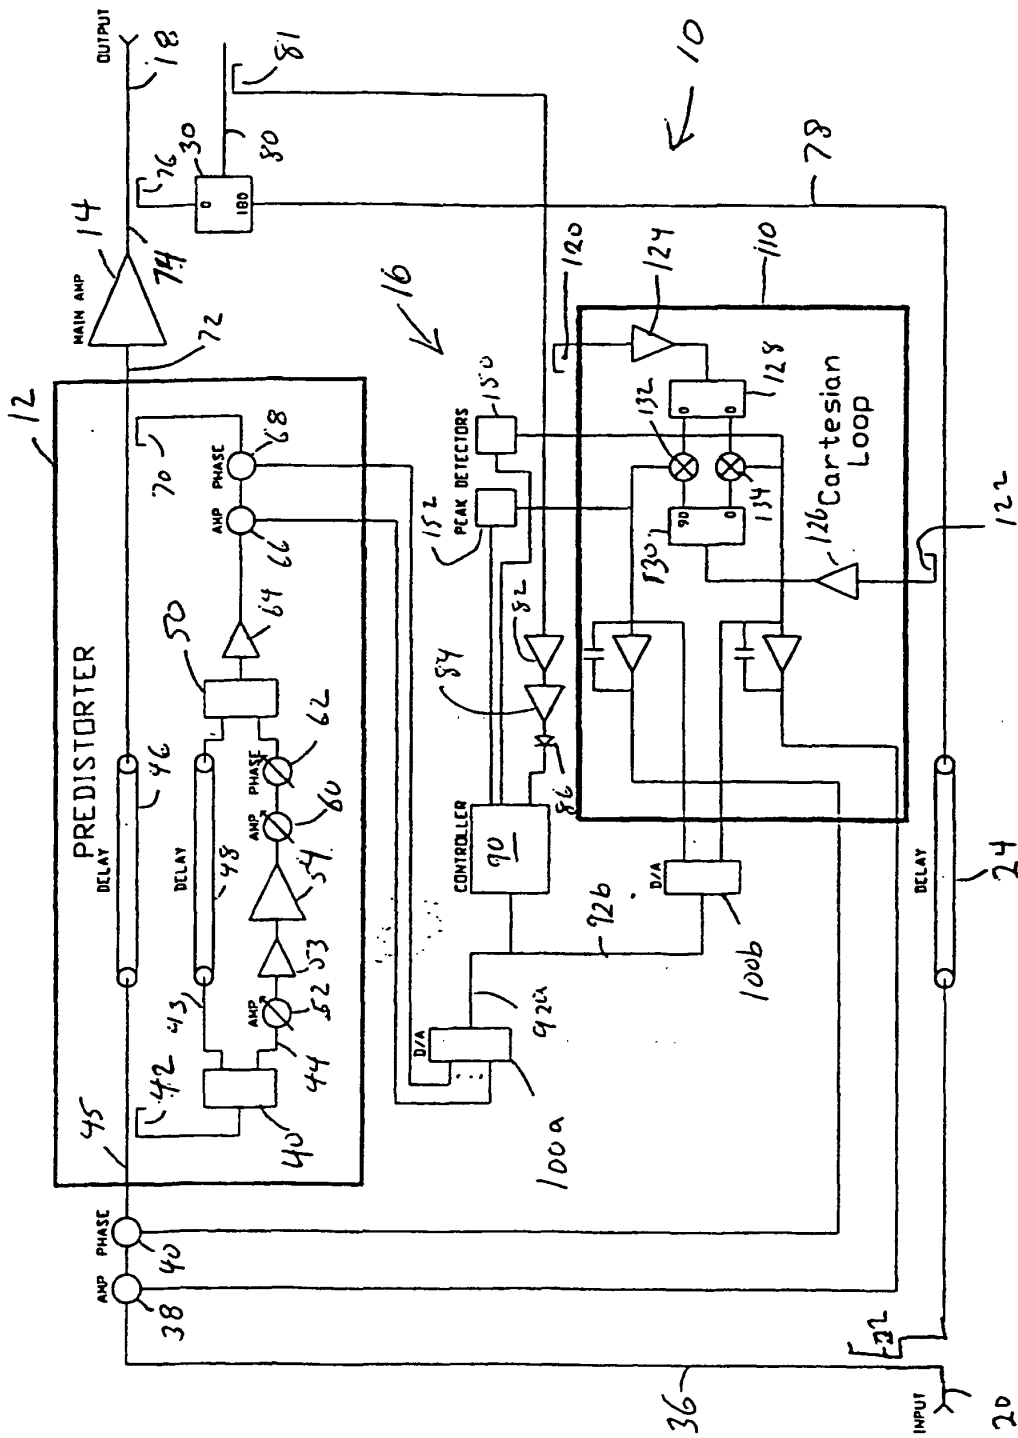 OUTPUT
18
81
MAIN AMP
14
76
30
80
0
180
74
72
10
78
12
PREDISTORTER
16
120
124
110
70
PHASE
68
AMP
66
150
152
PEAK DETECTORS
132
128
0
0
130
90
0
134
126
Cartesian
Loop
122
50
64
82
84
86
DELAY
46
DELAY
48
PHASE
62
AMP
60
54
53
AMP
52
43
44
42
45
40
CONTROLLER
90
92b
D/A
100b
92a
D/A
100a
DELAY
24
PHASE
40
AMP
38
22
36
INPUT
20